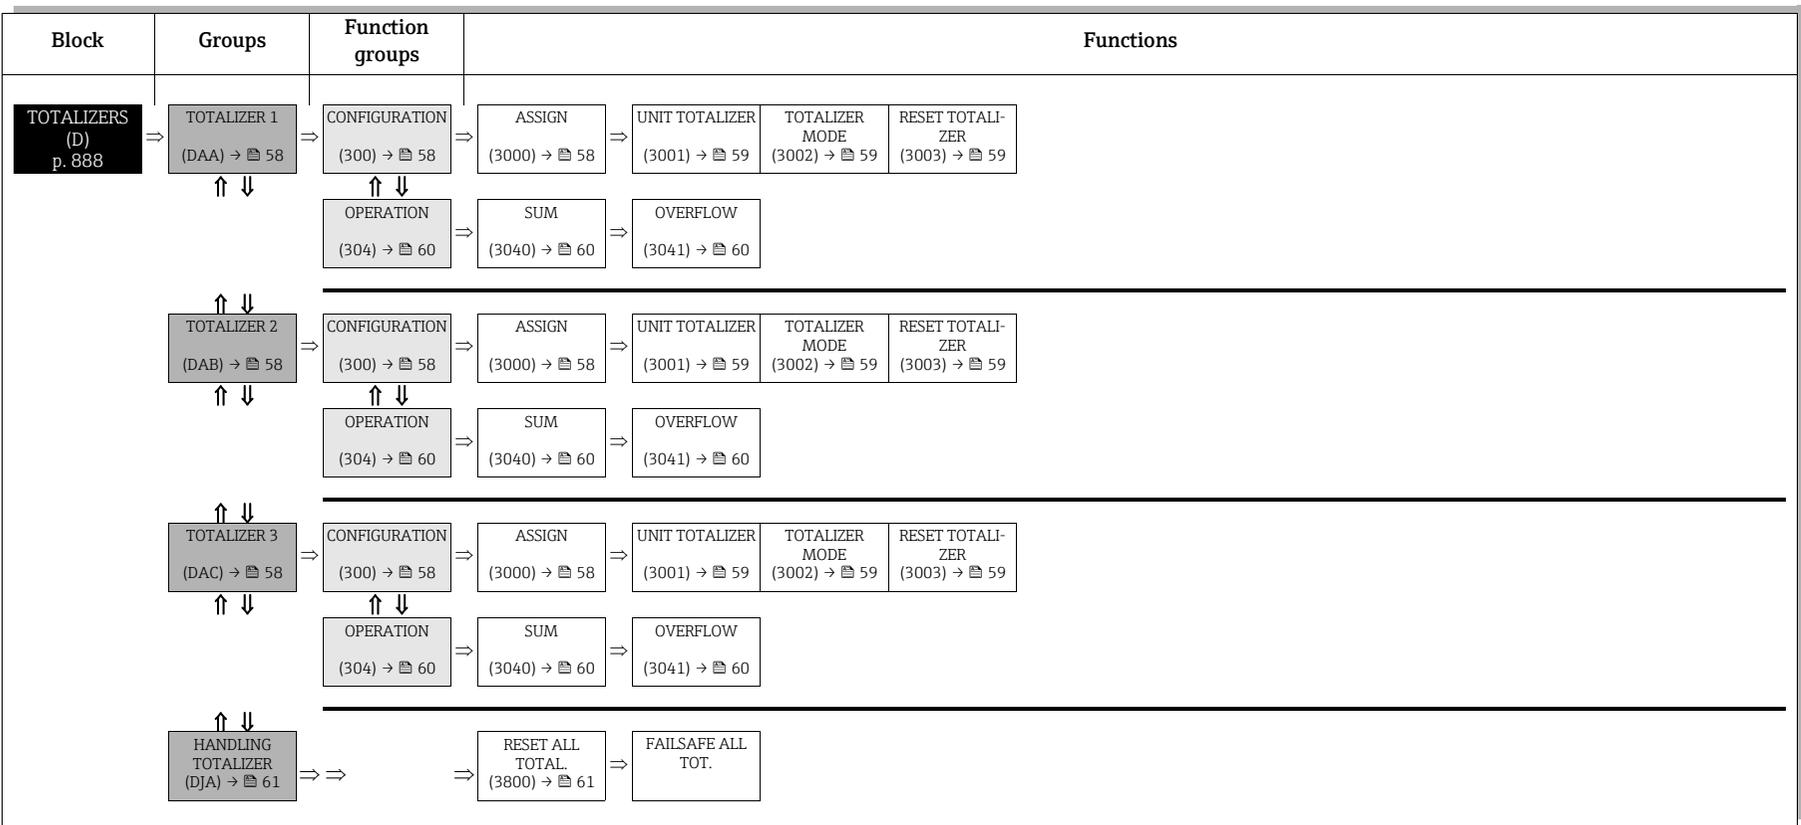 Block
Groups
Function
groups
Functions
TOTALIZERS
(D)
p. 888
⇒
TOTALIZER 1
(DAA) → 🖺 58
⇒
CONFIGURATION
(300) → 🖺 58
⇒
ASSIGN
(3000) → 🖺 58
⇒
UNIT TOTALIZER
(3001) → 🖺 59
TOTALIZER
MODE
(3002) → 🖺 59
RESET TOTALI-
ZER
(3003) → 🖺 59
⇑ ⇓
⇑ ⇓
OPERATION
(304) → 🖺 60
⇒
SUM
(3040) → 🖺 60
⇒
OVERFLOW
(3041) → 🖺 60
⇑ ⇓
TOTALIZER 2
(DAB) → 🖺 58
⇒
CONFIGURATION
(300) → 🖺 58
⇒
ASSIGN
(3000) → 🖺 58
⇒
UNIT TOTALIZER
(3001) → 🖺 59
TOTALIZER
MODE
(3002) → 🖺 59
RESET TOTALI-
ZER
(3003) → 🖺 59
⇑ ⇓
⇑ ⇓
OPERATION
(304) → 🖺 60
⇒
SUM
(3040) → 🖺 60
⇒
OVERFLOW
(3041) → 🖺 60
⇑ ⇓
TOTALIZER 3
(DAC) → 🖺 58
⇒
CONFIGURATION
(300) → 🖺 58
⇒
ASSIGN
(3000) → 🖺 58
⇒
UNIT TOTALIZER
(3001) → 🖺 59
TOTALIZER
MODE
(3002) → 🖺 59
RESET TOTALI-
ZER
(3003) → 🖺 59
⇑ ⇓
⇑ ⇓
OPERATION
(304) → 🖺 60
⇒
SUM
(3040) → 🖺 60
⇒
OVERFLOW
(3041) → 🖺 60
⇑ ⇓
HANDLING
TOTALIZER
(DJA) → 🖺 61
⇒ ⇒
⇒
RESET ALL
TOTAL.
(3800) → 🖺 61
⇒
FAILSAFE ALL
TOT.